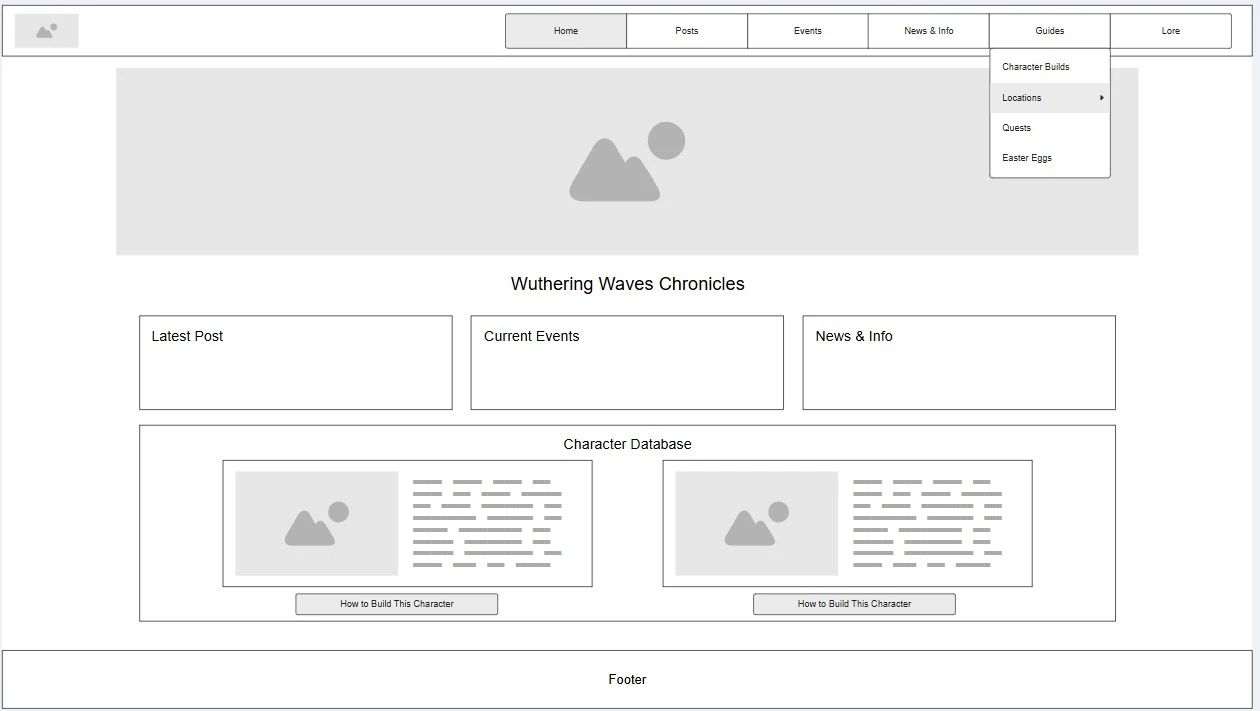 Home
Posts
Events
News & Info
Guides
Lore
Character Builds
Locations
Quests
Easter Eggs
Wuthering Waves Chronicles
Latest Post
Current Events
News & Info
Character Database
How to Build This Character
How to Build This Character
Footer